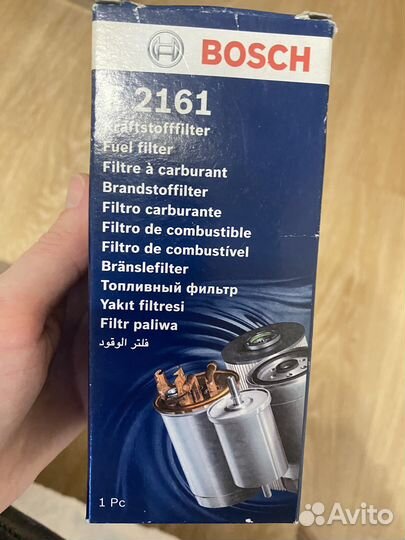 BOSCH
2161
Kraftstofffilter
Fuel filter
Filtre à carburant
Brandstoffilter
Filtro carburante
Filtro de combustible
Filtro de combustível
Bränslefilter
Топливный фильтр
Yakıt filtresi
Filtr paliwa
فلتر الوقود
1 Pc
Avito